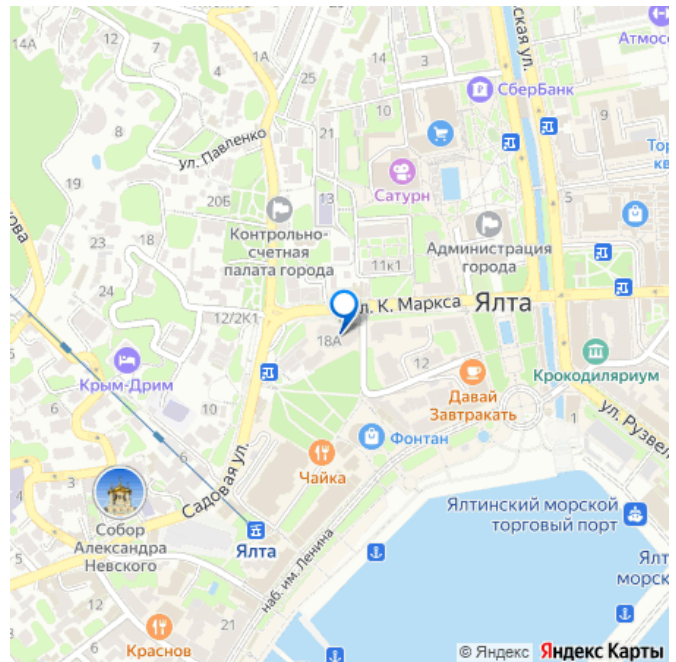 14А
ская ул.
Атмос
1А
3
25
14
СберБанк
10
8
ул. Павленко
21
9
Тор
кв
19
Сатурн
20Б
13
5
Контрольно-
счетная
палата города
Администрация
города
кова
23
18
11к1
24
12/2К1
л. К. Маркса
Ялта
18А
12
Крым-Дрим
Давай
Завтракать
Крокодиляриум
10
Фонтан
1
ул. Рузвел
6
6
Чайка
Садовая ул.
Собор
Александра
Невского
Ялта
Ялтинский морской
торговый порт
4
наб. им. Ленина
Ялт
морск
12
Краснов
21
© Яндекс Яндекс Карты